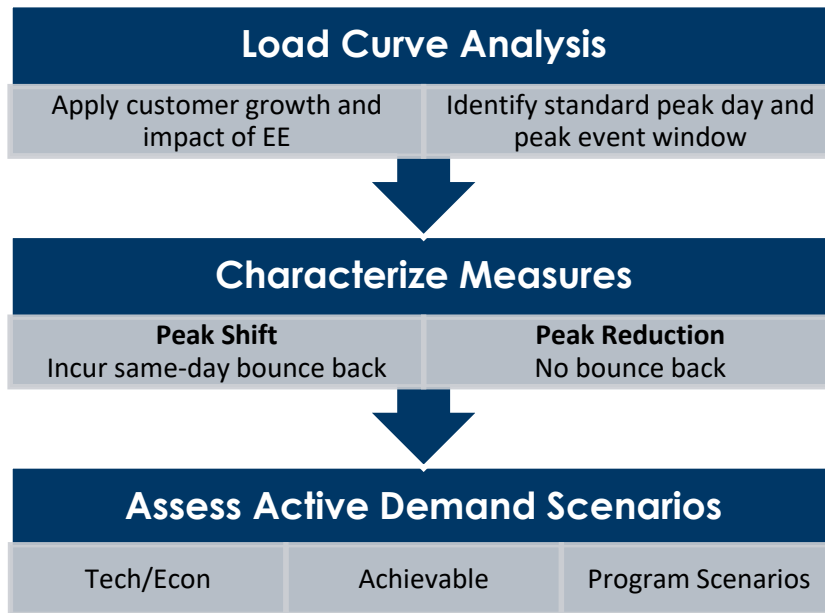 Load Curve Analysis
Apply customer growth and
impact of EE
Identify standard peak day and
peak event window
Characterize Measures
Peak Shift
Incur same-day bounce back
Peak Reduction
No bounce back
Assess Active Demand Scenarios
Tech/Econ
Achievable
Program Scenarios